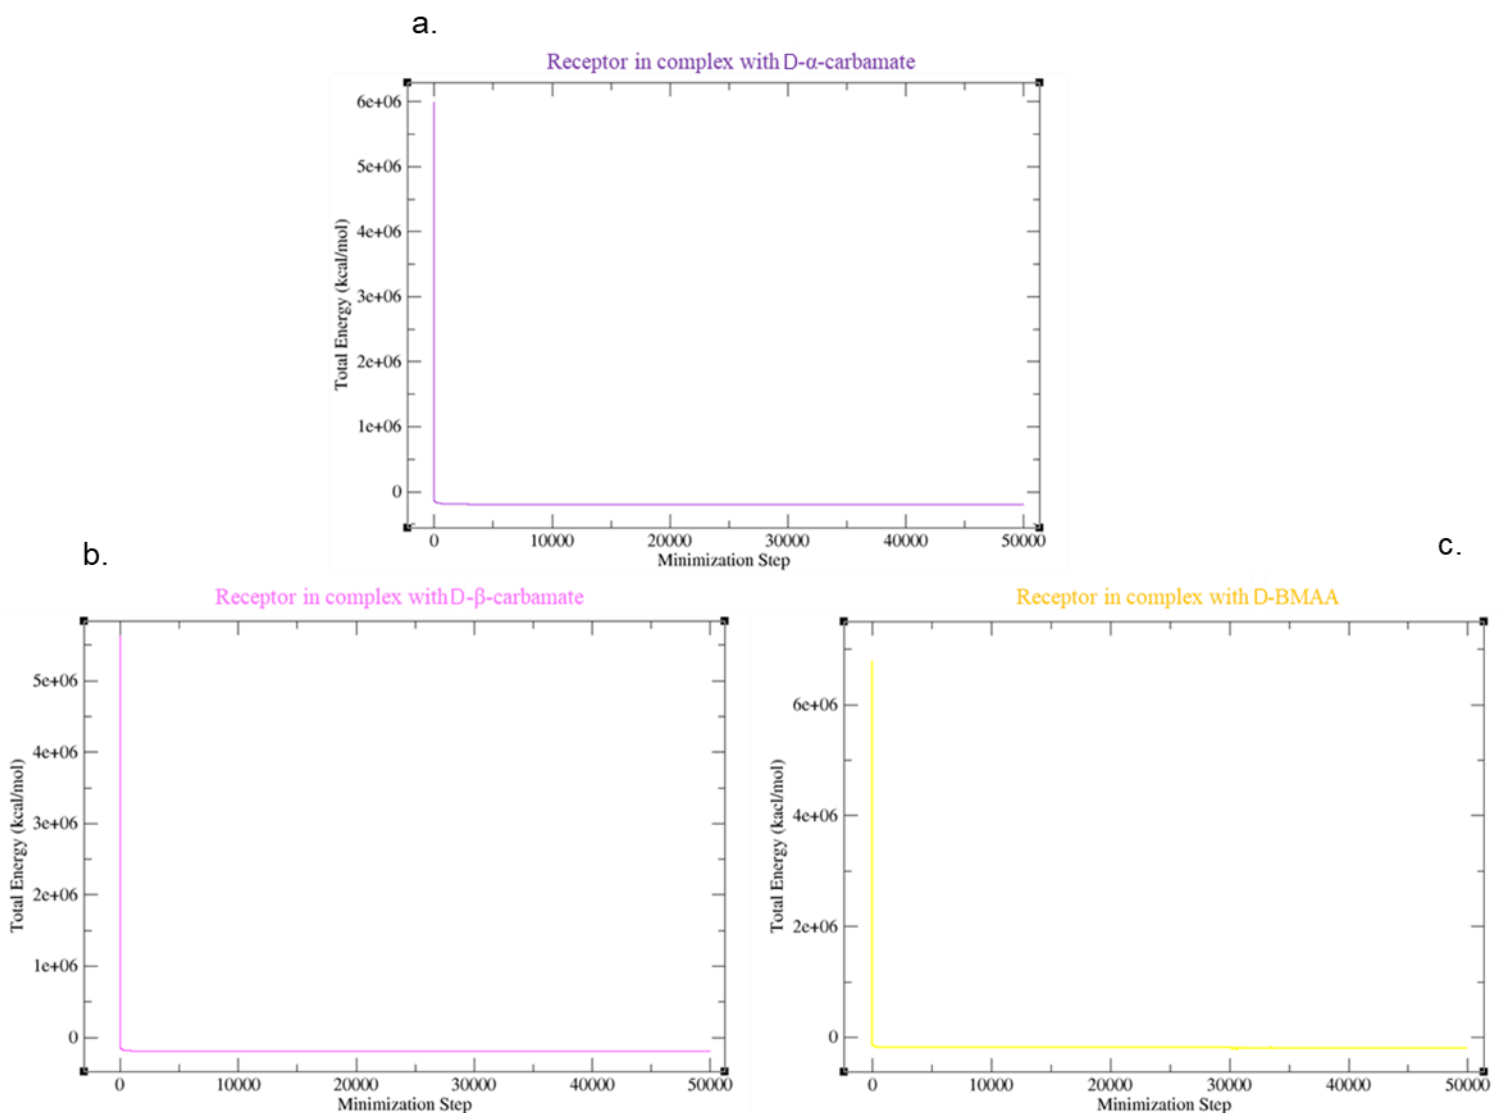 a.
Receptor in complex with D-α-carbamate
6e+06
5e+06
4e+06
3e+06
2e+06
1e+06
0
Total Energy (kcal/mol)
0 10000 20000 30000 40000 50000
Minimization Step
b.
Receptor in complex withD-β-carbamate
5e+06
4e+06
3e+06
2e+06
1e+06
0
Total Energy (kcal/mol)
0 10000 20000 30000 40000 50000
Minimization Step
c.
Receptor in complex with D-BMAA
6e+06
4e+06
2e+06
0
Total Energy (kacl/mol)
0 10000 20000 30000 40000 50000
Minimization Step